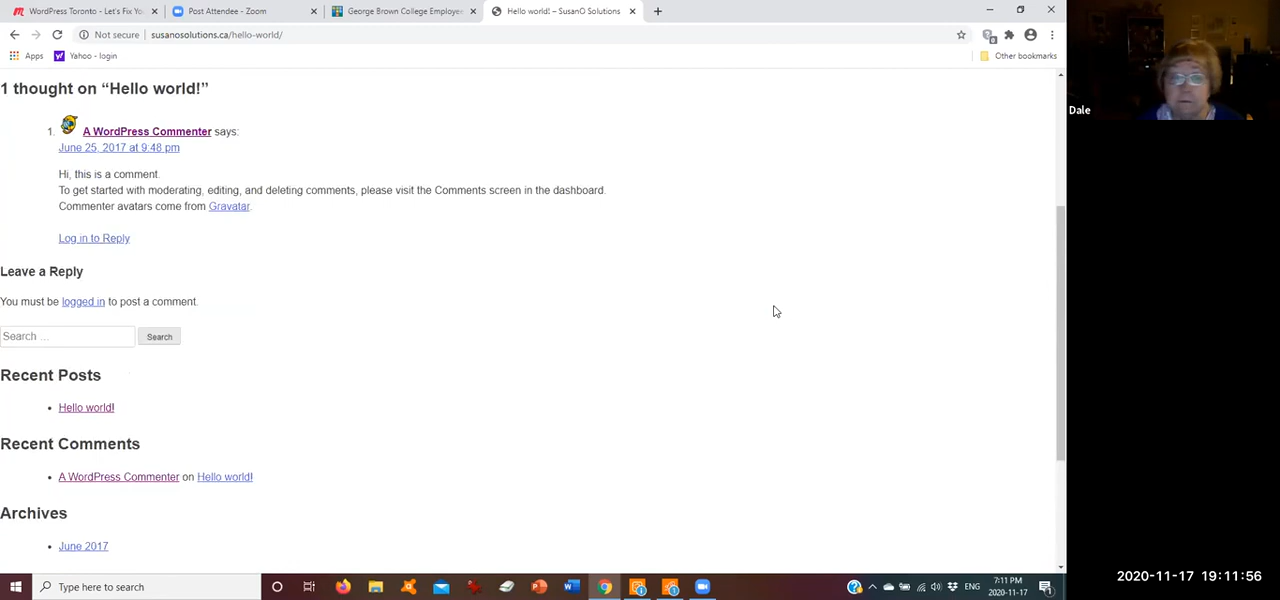 WordPress Toronto - Let's Fix Yo
Post Attendee - Zoom
George Brown College Employe
Hello world! – SusanO Solutions
Not secure | susanosolutions.ca/hello-world/
Apps Yahoo - login Other bookmarks
1 thought on “Hello world!”
Dale
1. A WordPress Commenter says:
June 25, 2017 at 9:48 pm
Hi, this is a comment.
To get started with moderating, editing, and deleting comments, please visit the Comments screen in the dashboard.
Commenter avatars come from Gravatar.
Log in to Reply
Leave a Reply
You must be logged in to post a comment.
Search ... Search
Recent Posts
Hello world!
Recent Comments
A WordPress Commenter on Hello world!
Archives
June 2017
Type here to search
ENG
7:11 PM
2020-11-17
2020-11-17 19:11:56